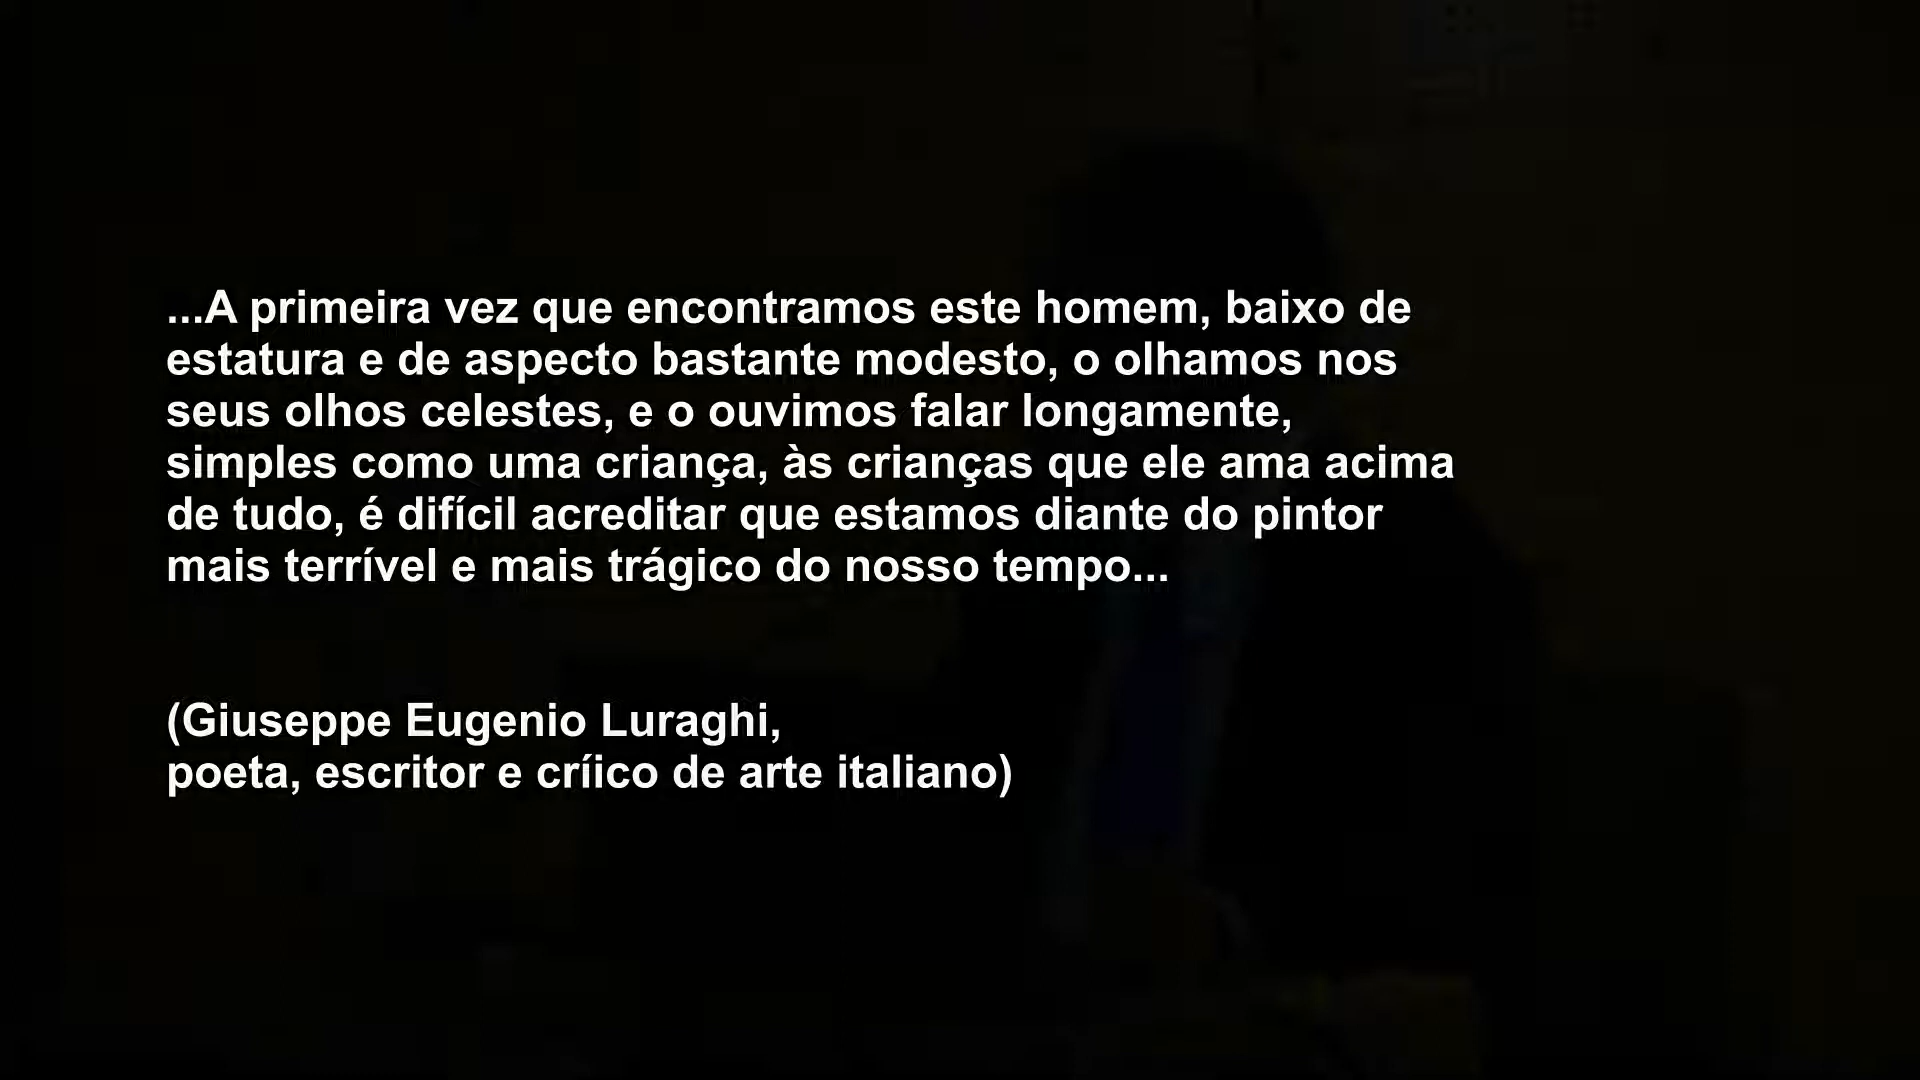 ...A primeira vez que encontramos este homem, baixo de
estatura e de aspecto bastante modesto, o olhamos nos
seus olhos celestes, e o ouvimos falar longamente,
simples como uma criança, às crianças que ele ama acima
de tudo, é difícil acreditar que estamos diante do pintor
mais terrível e mais trágico do nosso tempo...
(Giuseppe Eugenio Luraghi,
poeta, escritor e críico de arte italiano)